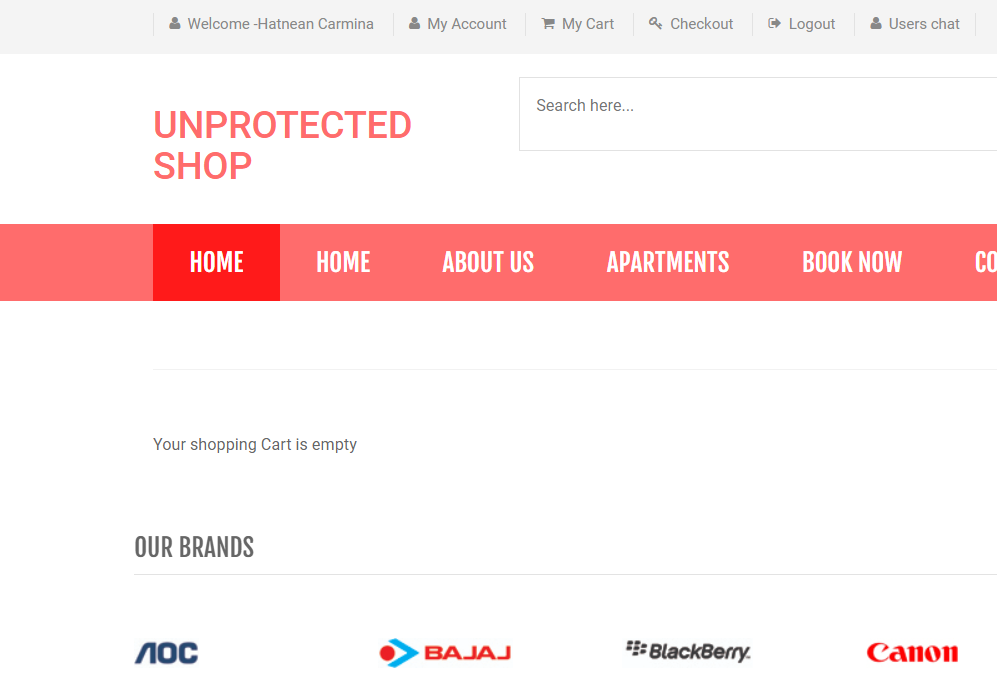 Welcome -Hatnean Carmina My Account My Cart Checkout Logout Users chat
Search here...
UNPROTECTED
SHOP
HOME HOME ABOUT US APARTMENTS BOOK NOW CO
Your shopping Cart is empty
OUR BRANDS
AOC BAJAJ BlackBerry. Canon